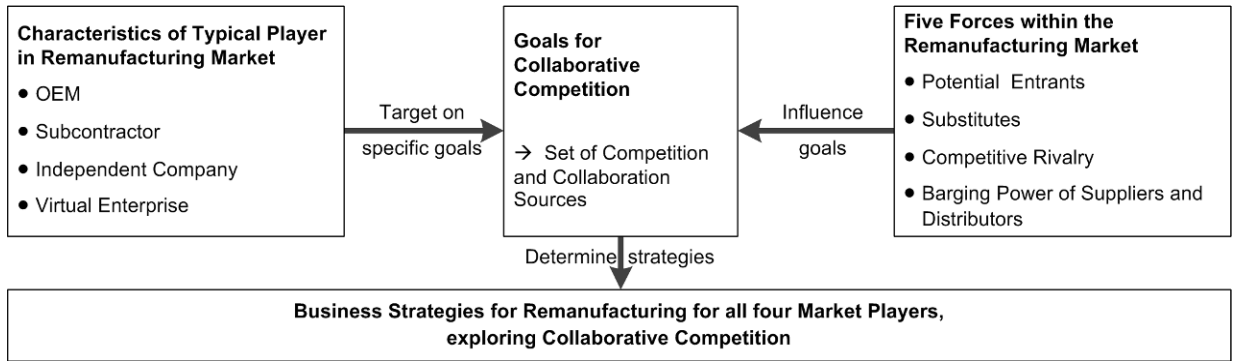 Characteristics of Typical Player
in Remanufacturing Market
● OEM
● Subcontractor
● Independent Company
● Virtual Enterprise
Target on
specific goals
Goals for
Collaborative
Competition
→ Set of Competition
and Collaboration
Sources
Influence
goals
Five Forces within the
Remanufacturing Market
● Potential Entrants
● Substitutes
● Competitive Rivalry
● Barging Power of Suppliers and
Distributors
Determine strategies
Business Strategies for Remanufacturing for all four Market Players,
exploring Collaborative Competition